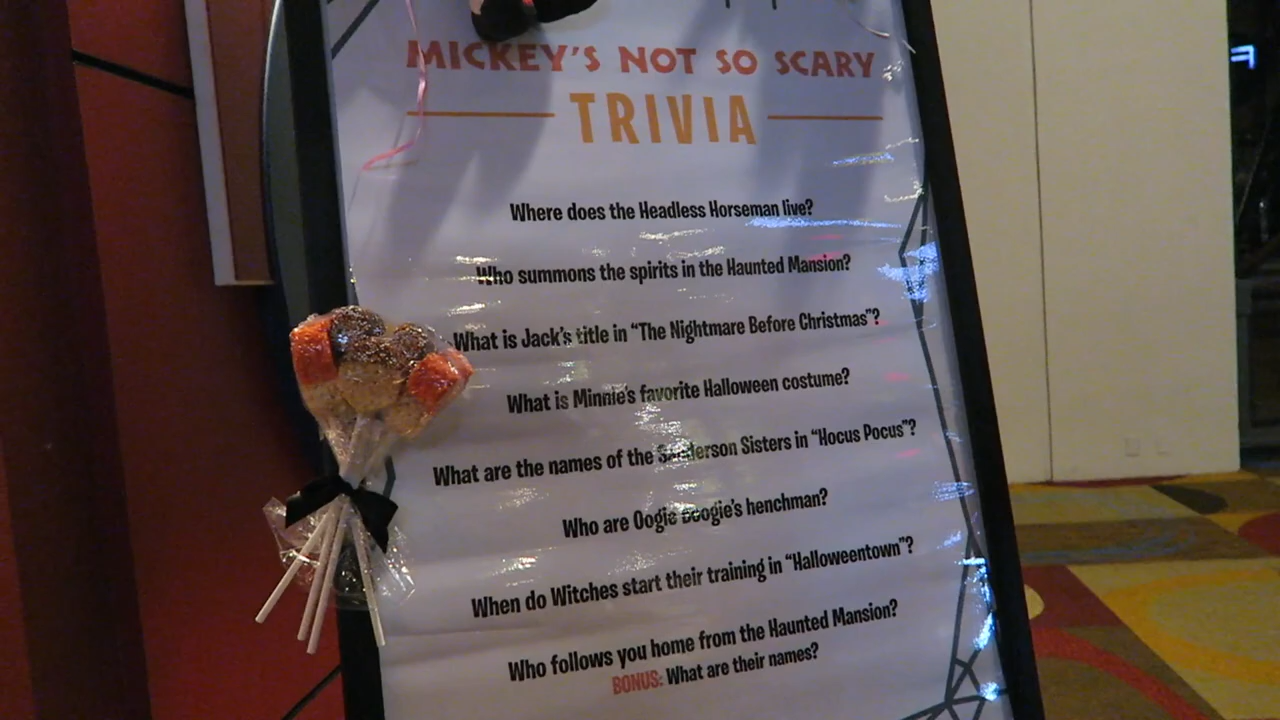 MICKEY'S NOT SO SCARY
TRIVIA
Where does the Headless Horseman live?
Who summons the spirits in the Haunted Mansion?
What is Jack's title in "The Nightmare Before Christmas"?
What is Minnie's favorite Halloween costume?
What are the names of the Sanderson Sisters in "Hocus Pocus"?
Who are Oogie Boogie's henchman?
When do Witches start their training in "Halloweentown"?
Who follows you home from the Haunted Mansion?
BONUS: What are their names?